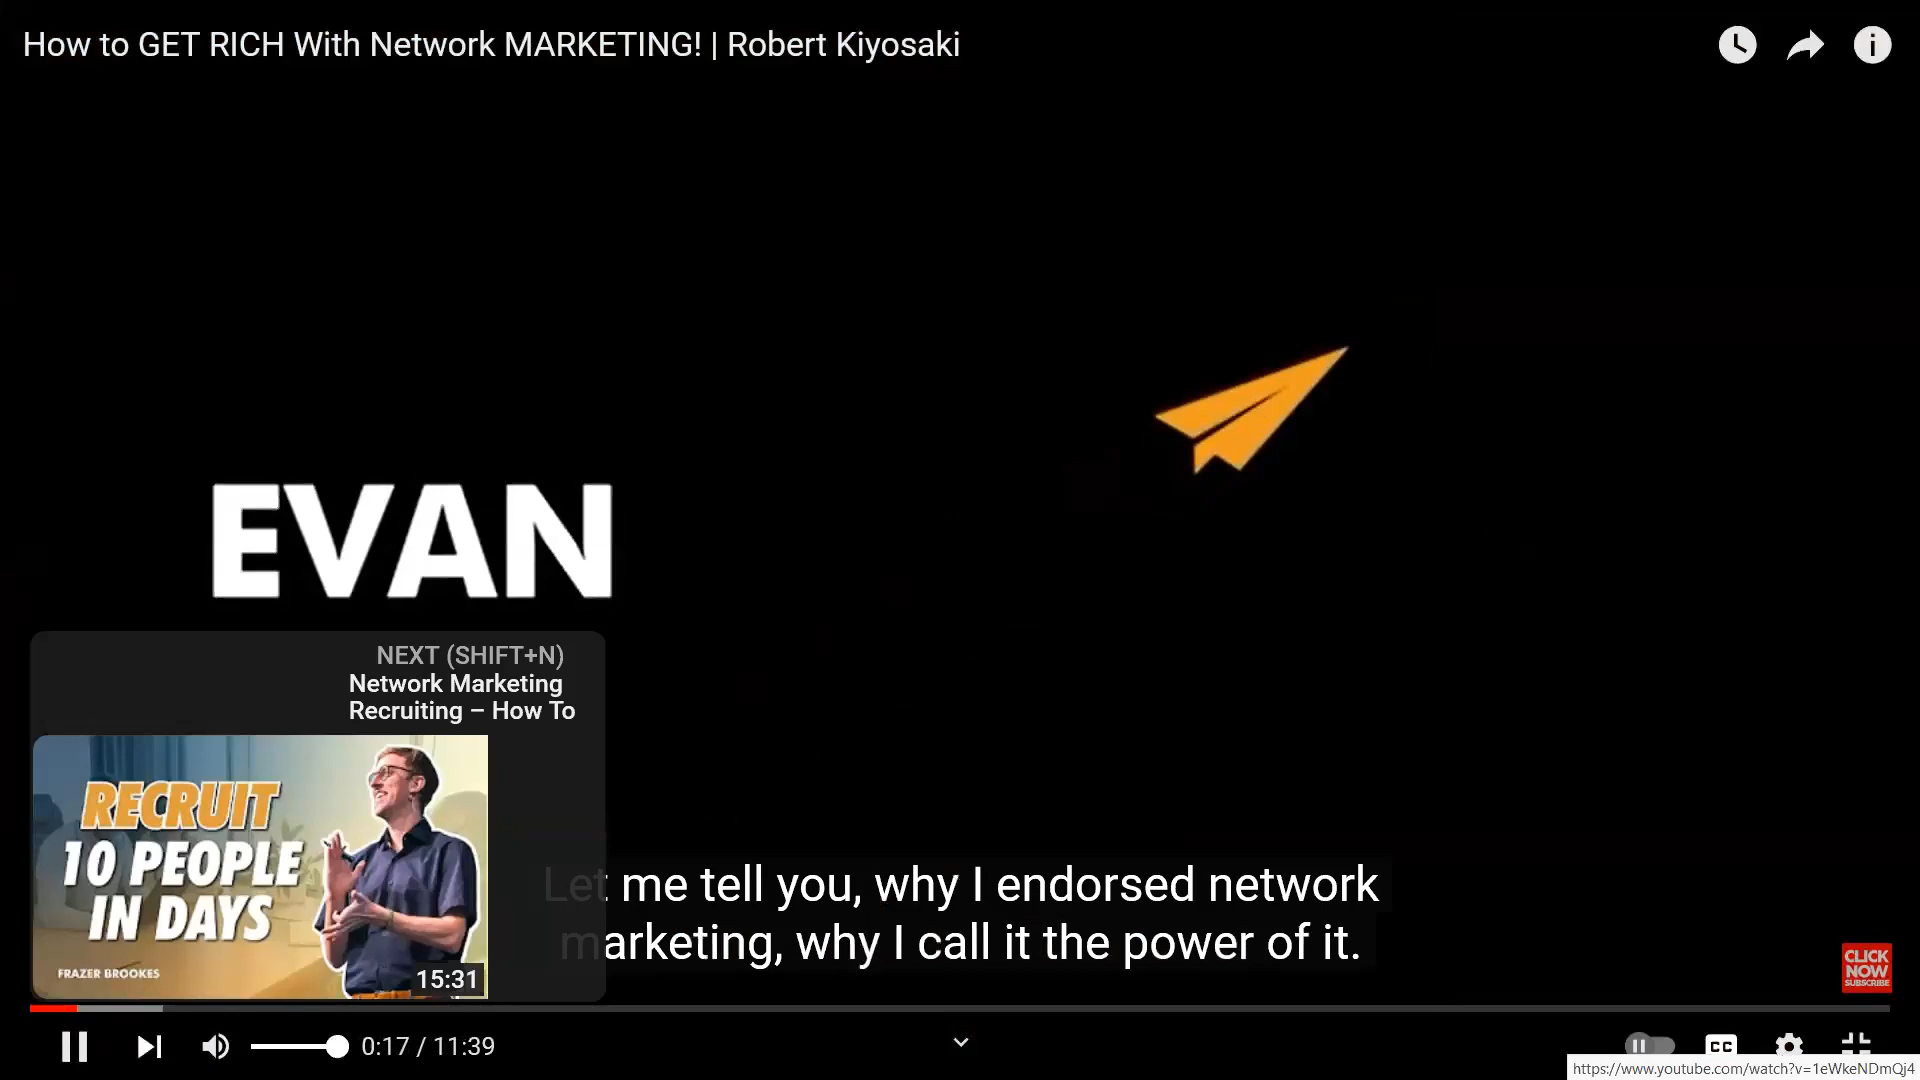 How to GET RICH With Network MARKETING! | Robert Kiyosaki
EVAN
NEXT (SHIFT+N)
Network Marketing
Recruiting – How To
RECRUIT
10 PEOPLE
IN DAYS
FRAZER BROOKES
15:31
Let me tell you, why I endorsed network
marketing, why I call it the power of it.
CLICK
NOW
SUBSCRIBE
0:17 / 11:39
CC
https://www.youtube.com/watch?v=1eWkeNDmQj4